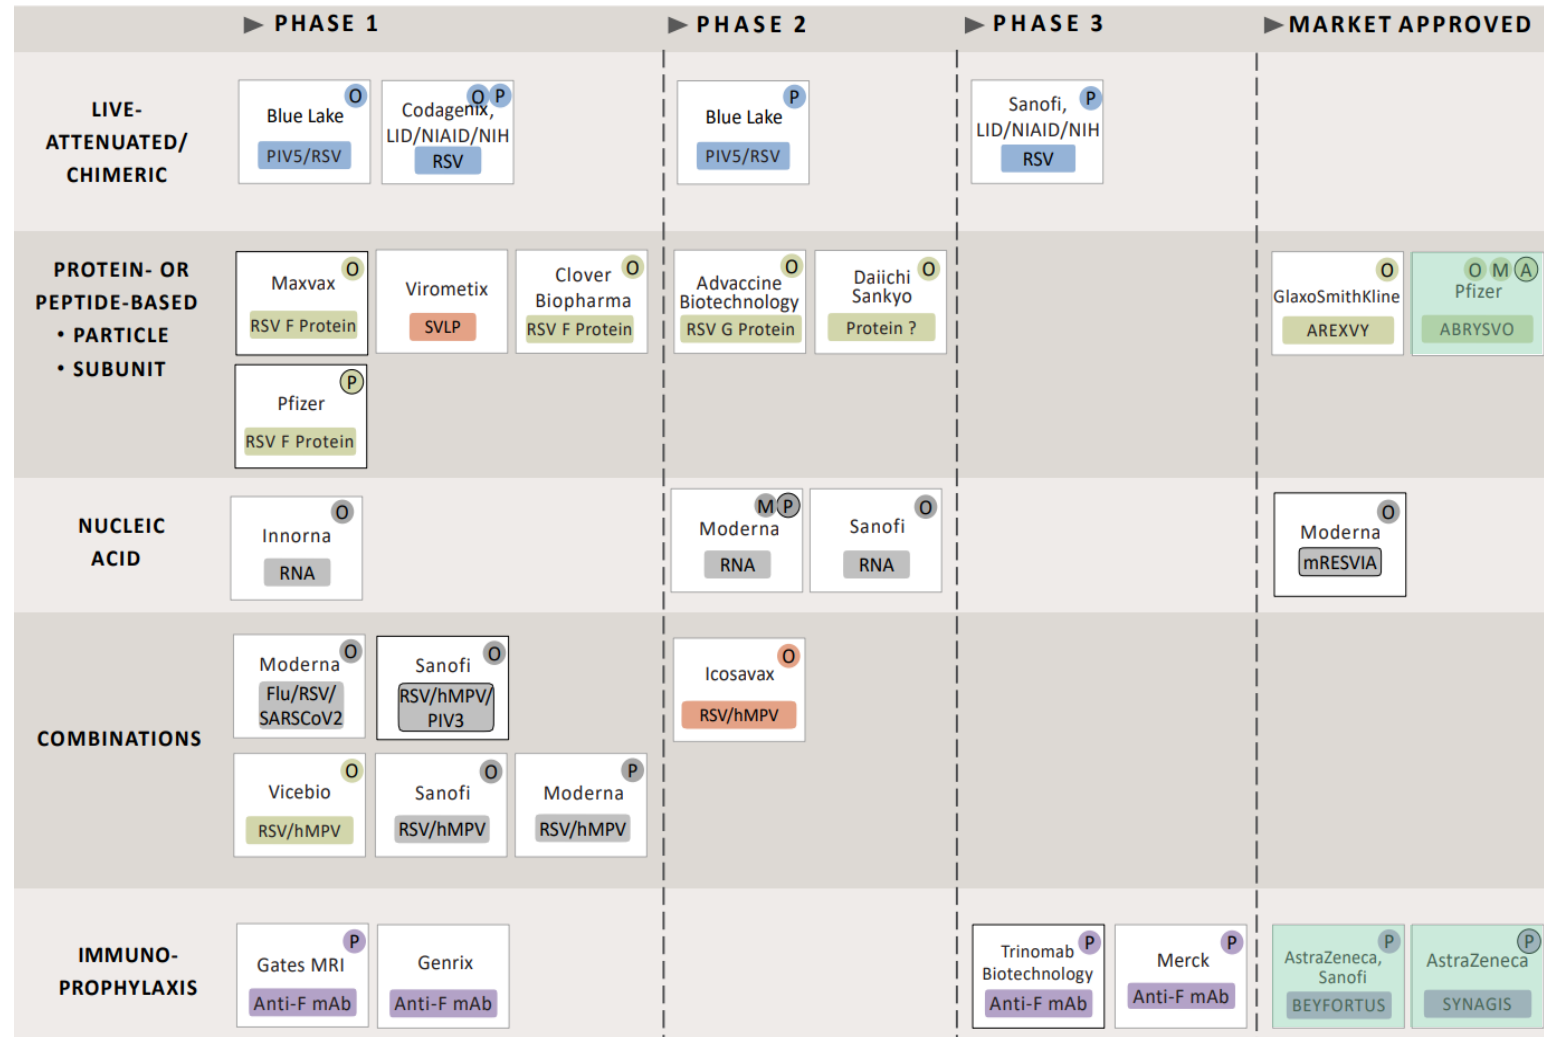 PHASE 1
PHASE 2
PHASE 3
MARKET APPROVED
LIVE-
ATTENUATED/
CHIMERIC
O
Blue Lake
PIV5/RSV
O P
Codagenix,
LID/NIAID/NIH
RSV
P
Blue Lake
PIV5/RSV
P
Sanofi,
LID/NIAID/NIH
RSV
PROTEIN- OR
PEPTIDE-BASED
• PARTICLE
• SUBUNIT
O
Maxvax
RSV F Protein
Virometix
SVLP
O
Clover
Biopharma
RSV F Protein
O
Advaccine
Biotechnology
RSV G Protein
O
Daiichi
Sankyo
Protein ?
O
GlaxoSmithKline
AREXVY
O M A
Pfizer
ABRYSVO
P
Pfizer
RSV F Protein
NUCLEIC
ACID
O
Innorna
RNA
M P
Moderna
RNA
O
Sanofi
RNA
O
Moderna
mRESVIA
COMBINATIONS
O
Moderna
Flu/RSV/
SARSCoV2
O
Sanofi
RSV/hMPV/
PIV3
O
Icosavax
RSV/hMPV
O
Vicebio
RSV/hMPV
O
Sanofi
RSV/hMPV
P
Moderna
RSV/hMPV
IMMUNO-
PROPHYLAXIS
P
Gates MRI
Anti-F mAb
Genrix
Anti-F mAb
P
Trinomab
Biotechnology
Anti-F mAb
P
Merck
Anti-F mAb
P
AstraZeneca,
Sanofi
BEYFORTUS
P
AstraZeneca
SYNAGIS